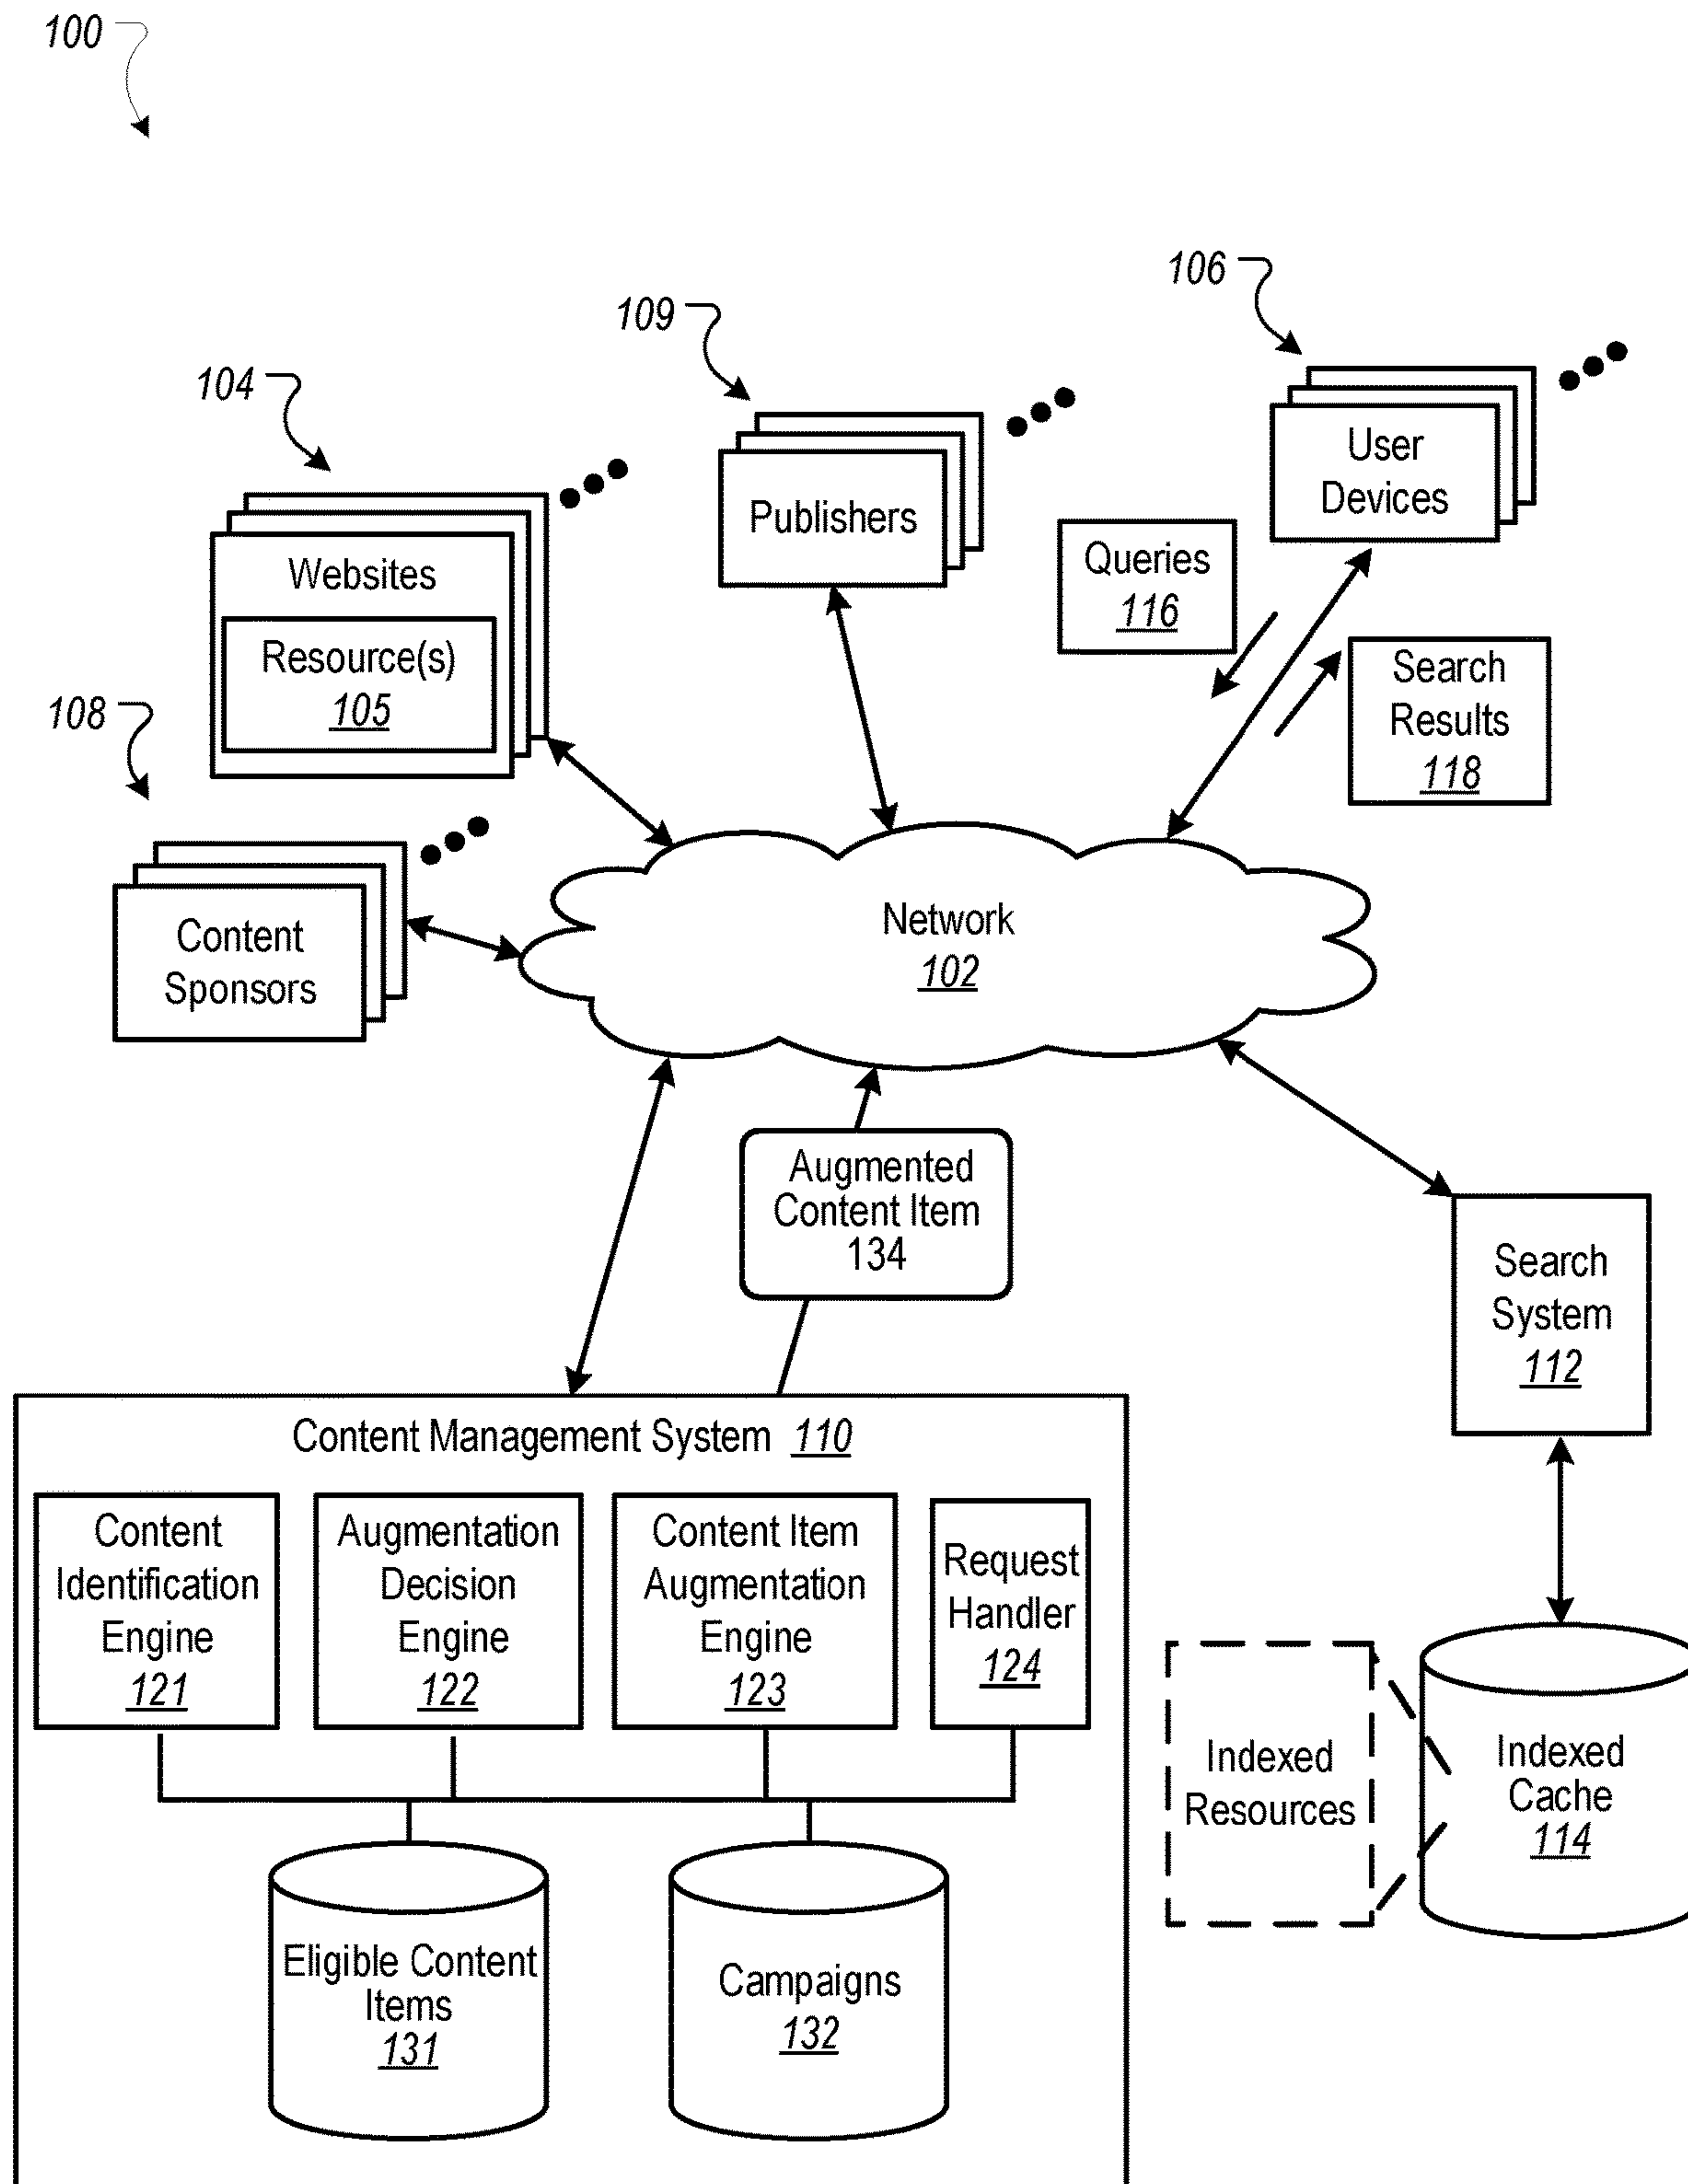 100
106
109
104
User
Devices
Publishers
Queries
116
Websites
Resource(s)
105
Search
Results
118
108
Content
Sponsors
Network
102
Augmented
Content Item
134
Search
System
112
Content Management System 110
Content
Identification
Engine
121
Augmentation
Decision
Engine
122
Content Item
Augmentation
Engine
123
Request
Handler
124
Indexed
Resources
Indexed
Cache
114
Eligible Content
Items
131
Campaigns
132